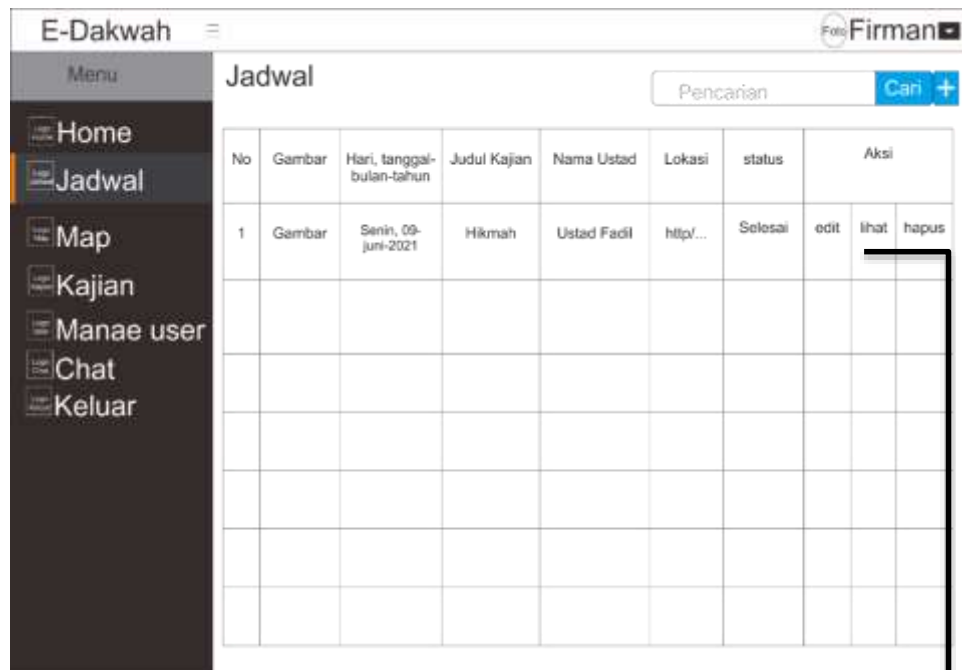 E-Dakwah
Foto
Firman
Menu
Home
Jadwal
Map
Kajian
Manae user
Chat
Keluar
Jadwal
Pencarian
Cari +
No Gambar Hari, tanggal- Judul Kajian Nama Ustad Lokasi status Aksi
bulan-tahun
1 Gambar Senin, 09- Hikmah Ustad Fadil http/... Selesai edit lihat hapus
juni-2021